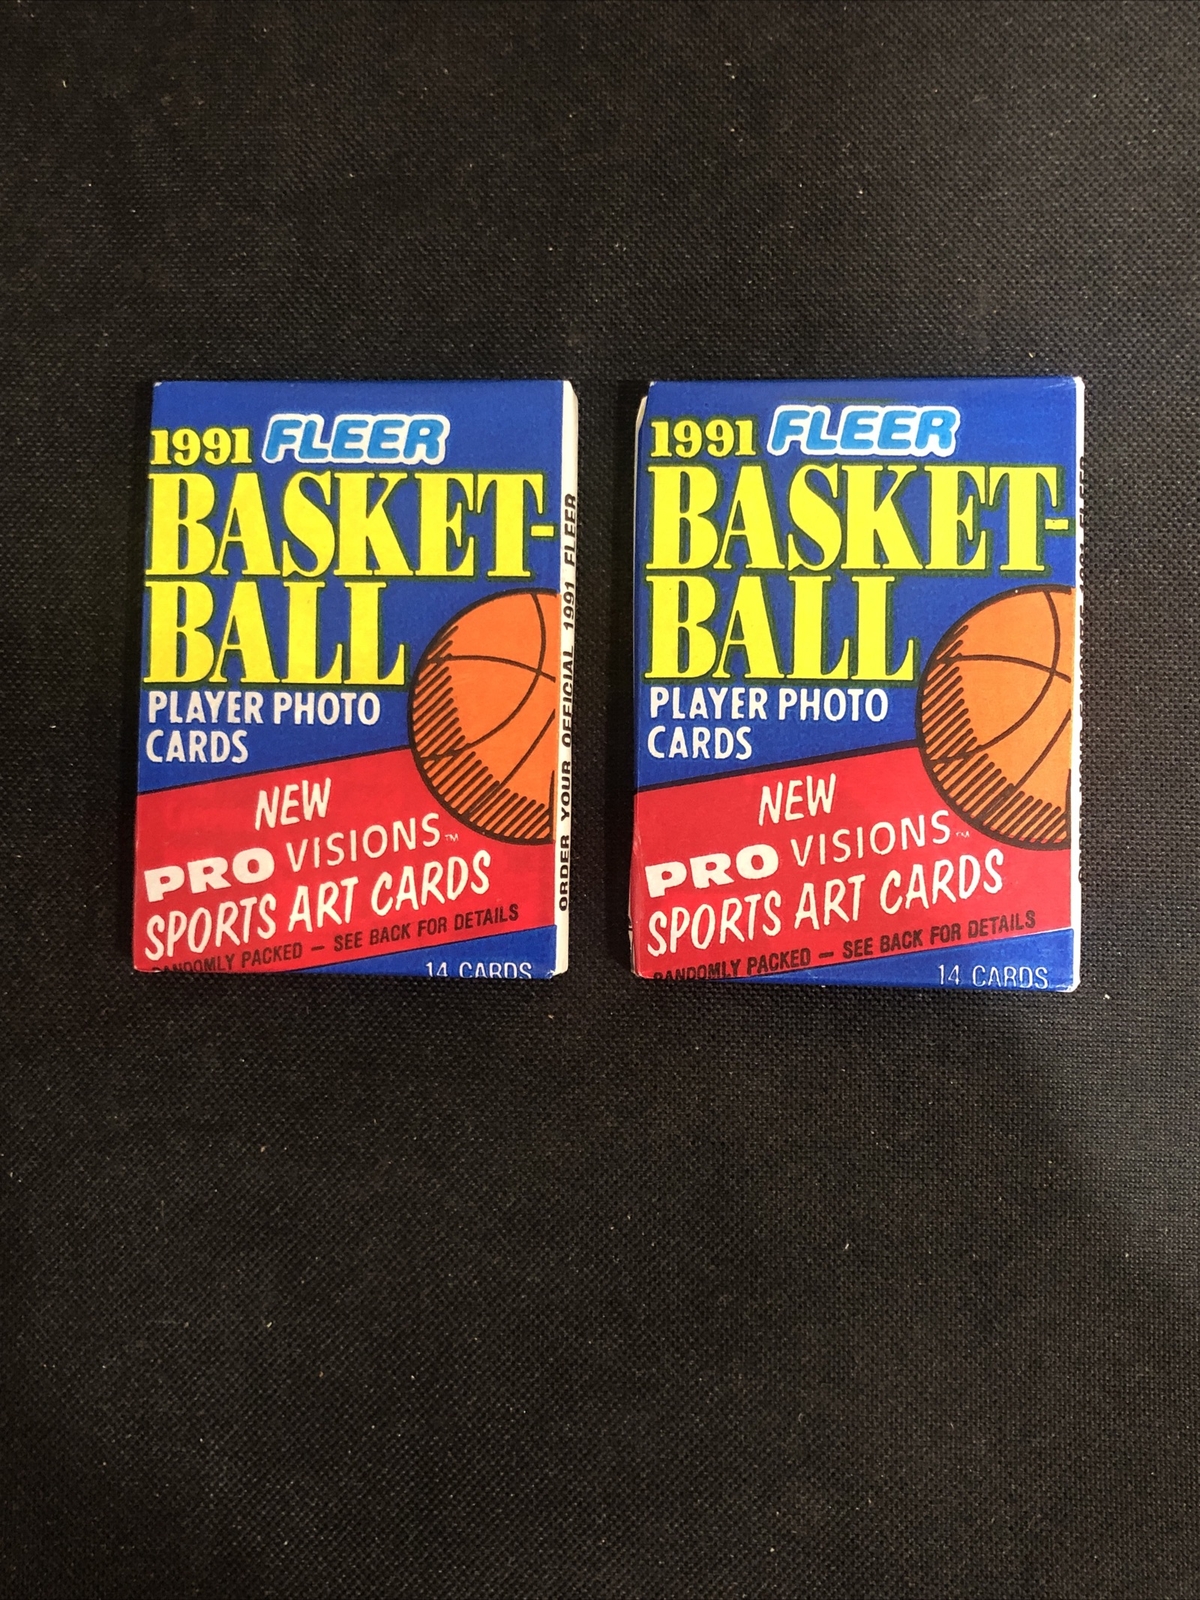 1991 FLEER
BASKET-
BALL
PLAYER PHOTO
CARDS
NEW
PRO VISIONS™
SPORTS ART CARDS
RANDOMLY PACKED – SEE BACK FOR DETAILS
14 CARDS
ORDER YOUR OFFICIAL 1991 FLEER
1991 FLEER
BASKET-
BALL
PLAYER PHOTO
CARDS
NEW
PRO VISIONS™
SPORTS ART CARDS
RANDOMLY PACKED – SEE BACK FOR DETAILS
14 CARDS